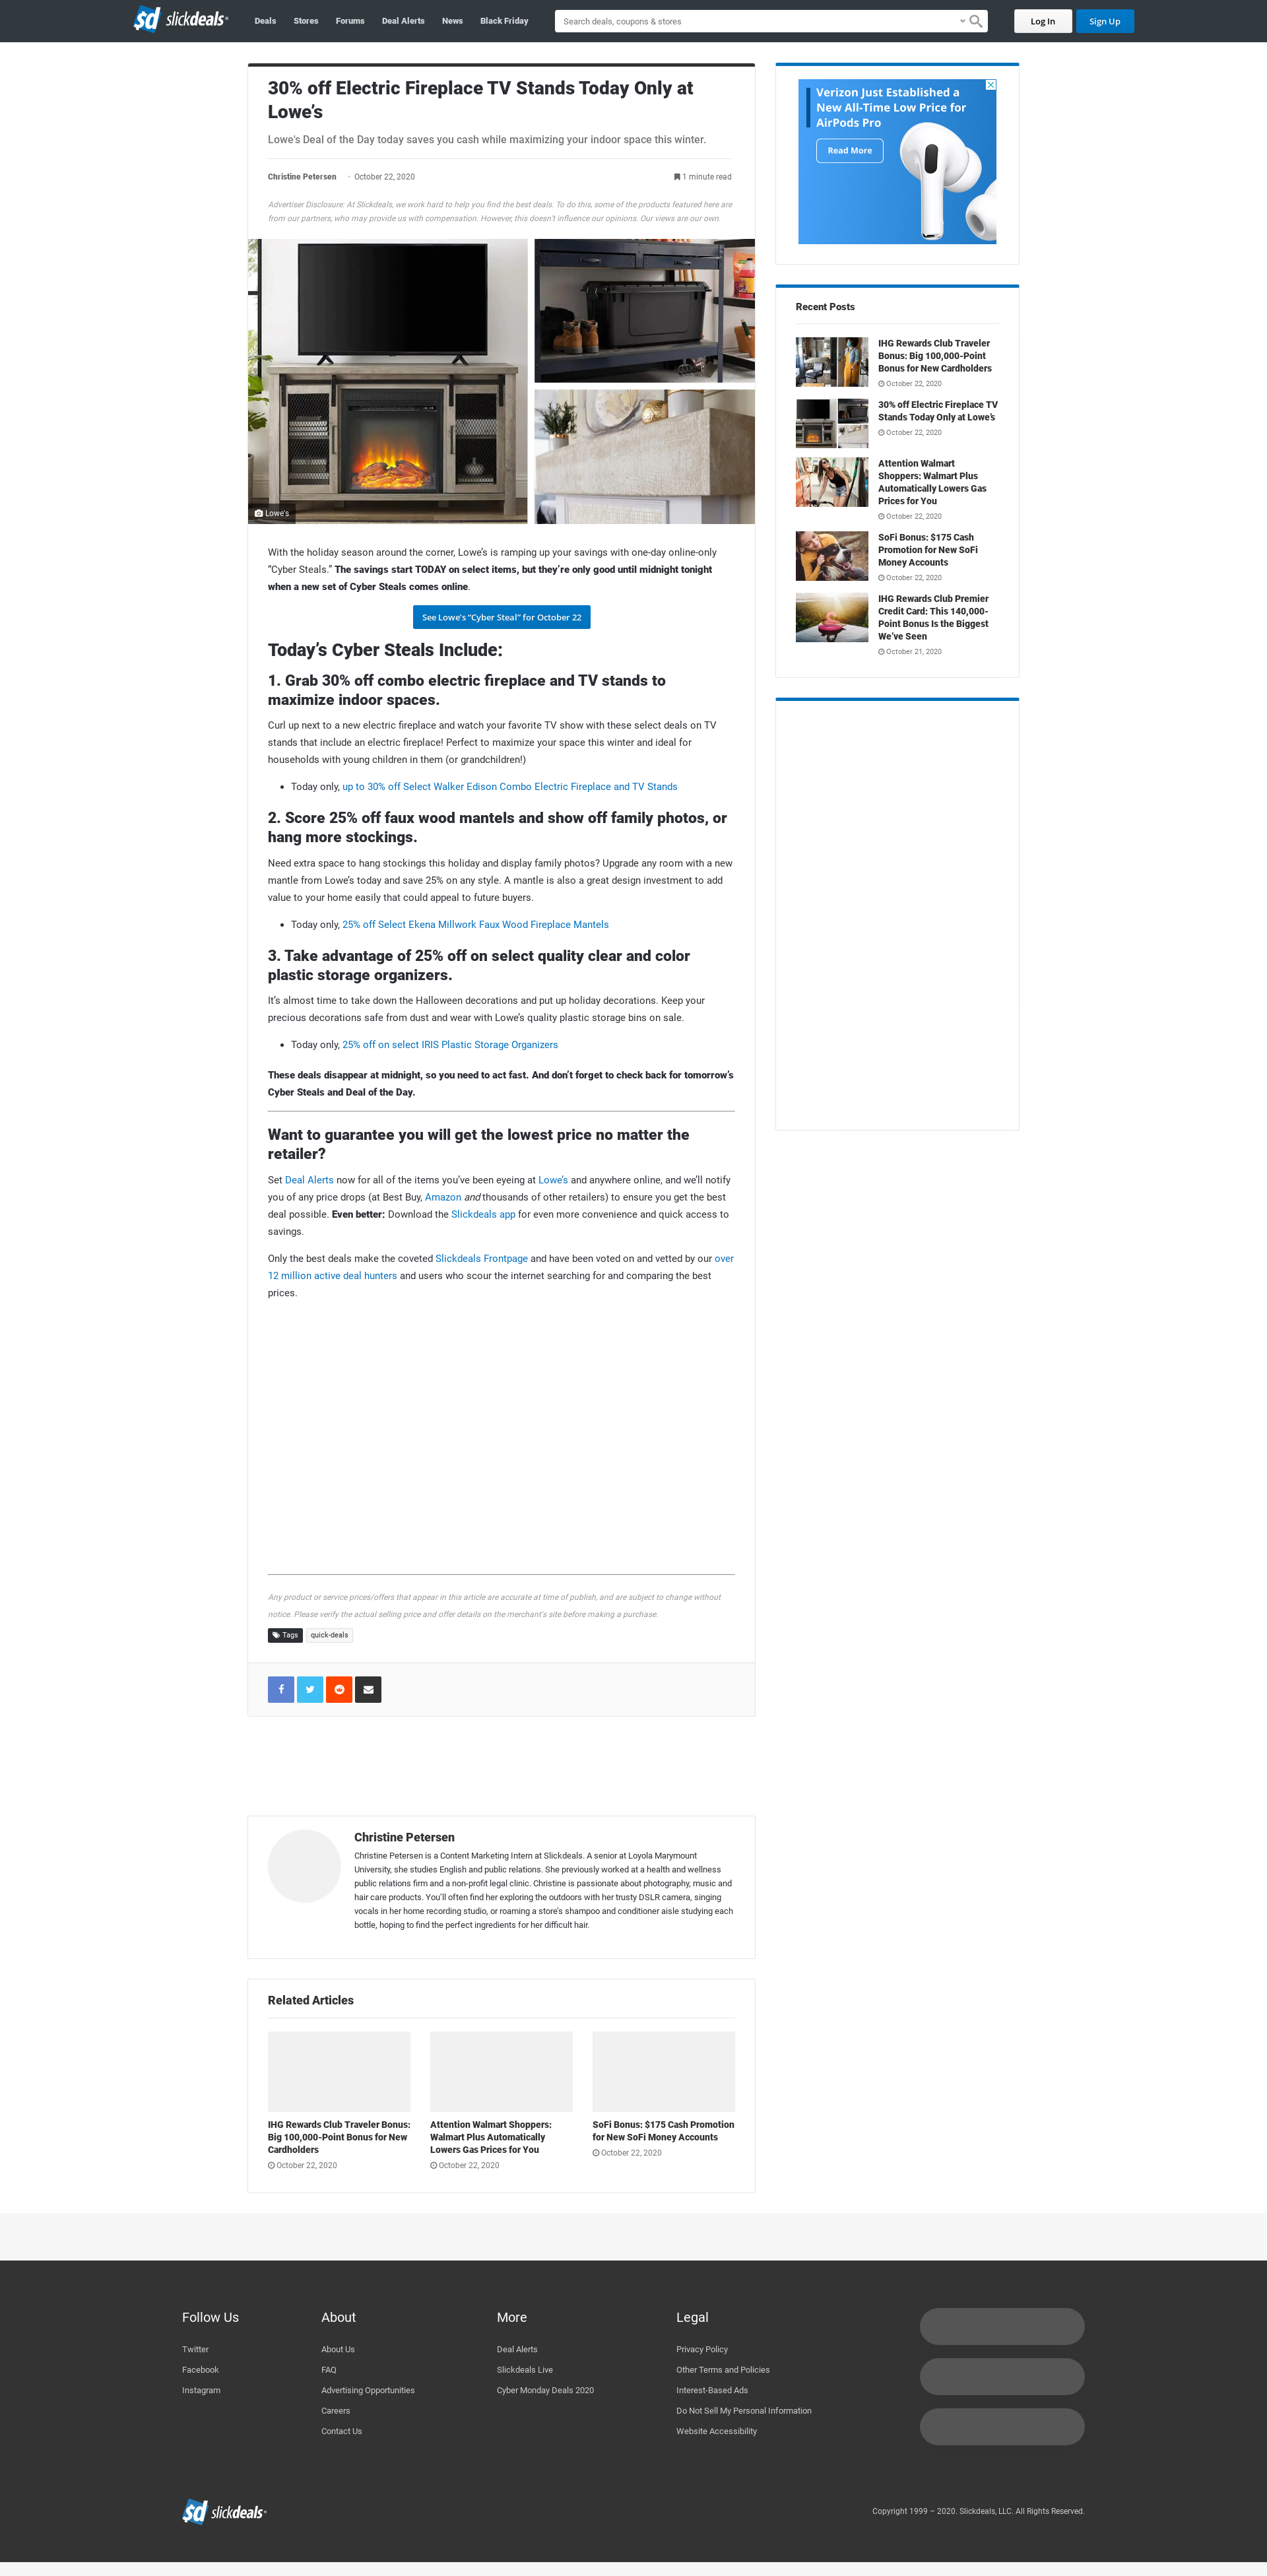 slickdeals
Deals
Stores
Forums
Deal Alerts
News
Black Friday
Search deals, coupons & stores
Log In
Sign Up
30% off Electric Fireplace TV Stands Today Only at
Lowe’s
Lowe's Deal of the Day today saves you cash while maximizing your indoor space this winter.
Christine Petersen - October 22, 2020
1 minute read
Advertiser Disclosure: At Slickdeals, we work hard to help you find the best deals. To do this, some of the products featured here are
from our partners, who may provide us with compensation. However, this doesn’t influence our opinions. Our views are our own.
Lowe's
With the holiday season around the corner, Lowe’s is ramping up your savings with one-day online-only
“Cyber Steals.” The savings start TODAY on select items, but they’re only good until midnight tonight
when a new set of Cyber Steals comes online.
See Lowe’s “Cyber Steal” for October 22
Today’s Cyber Steals Include:
1. Grab 30% off combo electric fireplace and TV stands to
maximize indoor spaces.
Curl up next to a new electric fireplace and watch your favorite TV show with these select deals on TV
stands that include an electric fireplace! Perfect to maximize your space this winter and ideal for
households with young children in them (or grandchildren!)
• Today only, up to 30% off Select Walker Edison Combo Electric Fireplace and TV Stands
2. Score 25% off faux wood mantels and show off family photos, or
hang more stockings.
Need extra space to hang stockings this holiday and display family photos? Upgrade any room with a new
mantle from Lowe’s today and save 25% on any style. A mantle is also a great design investment to add
value to your home easily that could appeal to future buyers.
• Today only, 25% off Select Ekena Millwork Faux Wood Fireplace Mantels
3. Take advantage of 25% off on select quality clear and color
plastic storage organizers.
It’s almost time to take down the Halloween decorations and put up holiday decorations. Keep your
precious decorations safe from dust and wear with Lowe’s quality plastic storage bins on sale.
• Today only, 25% off on select IRIS Plastic Storage Organizers
These deals disappear at midnight, so you need to act fast. And don’t forget to check back for tomorrow’s
Cyber Steals and Deal of the Day.
Want to guarantee you will get the lowest price no matter the
retailer?
Set Deal Alerts now for all of the items you’ve been eyeing at Lowe’s and anywhere online, and we’ll notify
you of any price drops (at Best Buy, Amazon and thousands of other retailers) to ensure you get the best
deal possible. Even better: Download the Slickdeals app for even more convenience and quick access to
savings.
Only the best deals make the coveted Slickdeals Frontpage and have been voted on and vetted by our over
12 million active deal hunters and users who scour the internet searching for and comparing the best
prices.
Any product or service prices/offers that appear in this article are accurate at time of publish, and are subject to change without
notice. Please verify the actual selling price and offer details on the merchant's site before making a purchase.
Tags
quick-deals
Christine Petersen
Christine Petersen is a Content Marketing Intern at Slickdeals. A senior at Loyola Marymount
University, she studies English and public relations. She previously worked at a health and wellness
public relations firm and a non-profit legal clinic. Christine is passionate about photography, music and
hair care products. You’ll often find her exploring the outdoors with her trusty DSLR camera, singing
vocals in her home recording studio, or roaming a store’s shampoo and conditioner aisle studying each
bottle, hoping to find the perfect ingredients for her difficult hair.
Related Articles
IHG Rewards Club Traveler Bonus:
Big 100,000-Point Bonus for New
Cardholders
October 22, 2020
Attention Walmart Shoppers:
Walmart Plus Automatically
Lowers Gas Prices for You
October 22, 2020
SoFi Bonus: $175 Cash Promotion
for New SoFi Money Accounts
October 22, 2020
Verizon Just Established a
New All-Time Low Price for
AirPods Pro
Read More
Recent Posts
IHG Rewards Club Traveler
Bonus: Big 100,000-Point
Bonus for New Cardholders
October 22, 2020
30% off Electric Fireplace TV
Stands Today Only at Lowe’s
October 22, 2020
Attention Walmart
Shoppers: Walmart Plus
Automatically Lowers Gas
Prices for You
October 22, 2020
SoFi Bonus: $175 Cash
Promotion for New SoFi
Money Accounts
October 22, 2020
IHG Rewards Club Premier
Credit Card: This 140,000-
Point Bonus Is the Biggest
We’ve Seen
October 21, 2020
Follow Us
Twitter
Facebook
Instagram
About
About Us
FAQ
Advertising Opportunities
Careers
Contact Us
More
Deal Alerts
Slickdeals Live
Cyber Monday Deals 2020
Legal
Privacy Policy
Other Terms and Policies
Interest-Based Ads
Do Not Sell My Personal Information
Website Accessibility
slickdeals
Copyright 1999 – 2020. Slickdeals, LLC. All Rights Reserved.